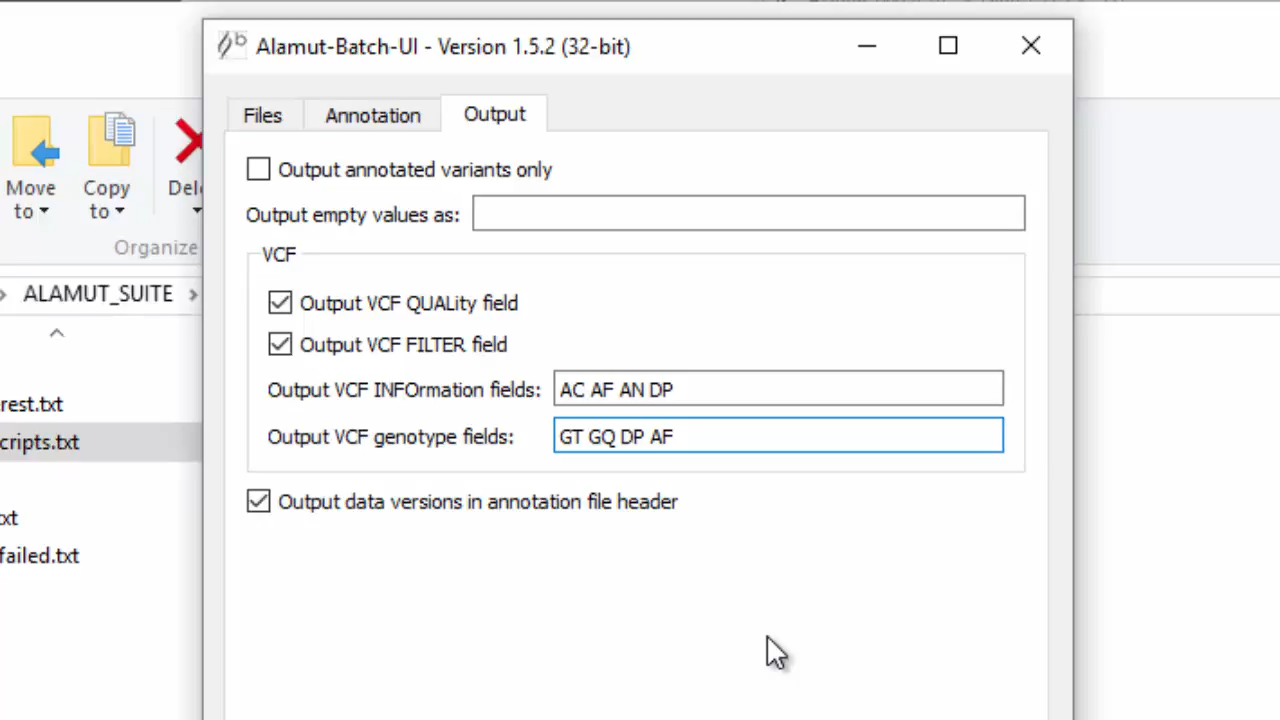 Alamut-Batch-UI - Version 1.5.2 (32-bit)
Files
Annotation
Output
Move
to
Copy
to
Organize
ALAMUT_SUITE
rest.txt
cripts.txt
xt
failed.txt
Output annotated variants only
Output empty values as:
VCF
Output VCF QUALity field
Output VCF FILTER field
Output VCF INFOrmation fields: AC AF AN DP
Output VCF genotype fields: GT GQ DP AF
Output data versions in annotation file header